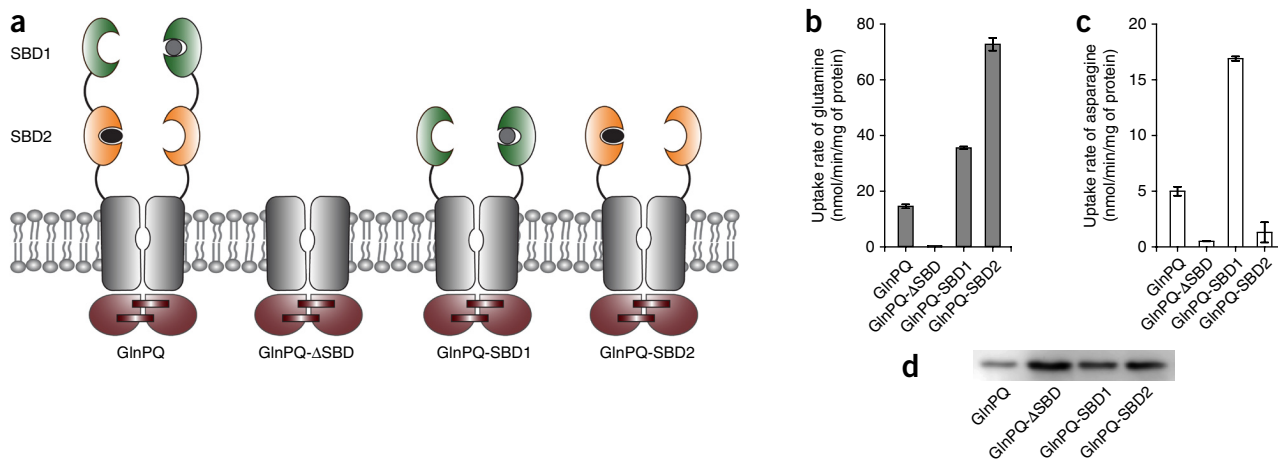 a
SBD1
SBD2
GlnPQ
GlnPQ-ΔSBD
GlnPQ-SBD1
GlnPQ-SBD2
b
Uptake rate of glutamine
(nmol/min/mg of protein)
80
60
40
20
0
GlnPQ
GlnPQ-ΔSBD
GlnPQ-SBD1
GlnPQ-SBD2
c
Uptake rate of asparagine
(nmol/min/mg of protein)
20
15
10
5
0
GlnPQ
GlnPQ-ΔSBD
GlnPQ-SBD1
GlnPQ-SBD2
d
GlnPQ
GlnPQ-ΔSBD
GlnPQ-SBD1
GlnPQ-SBD2